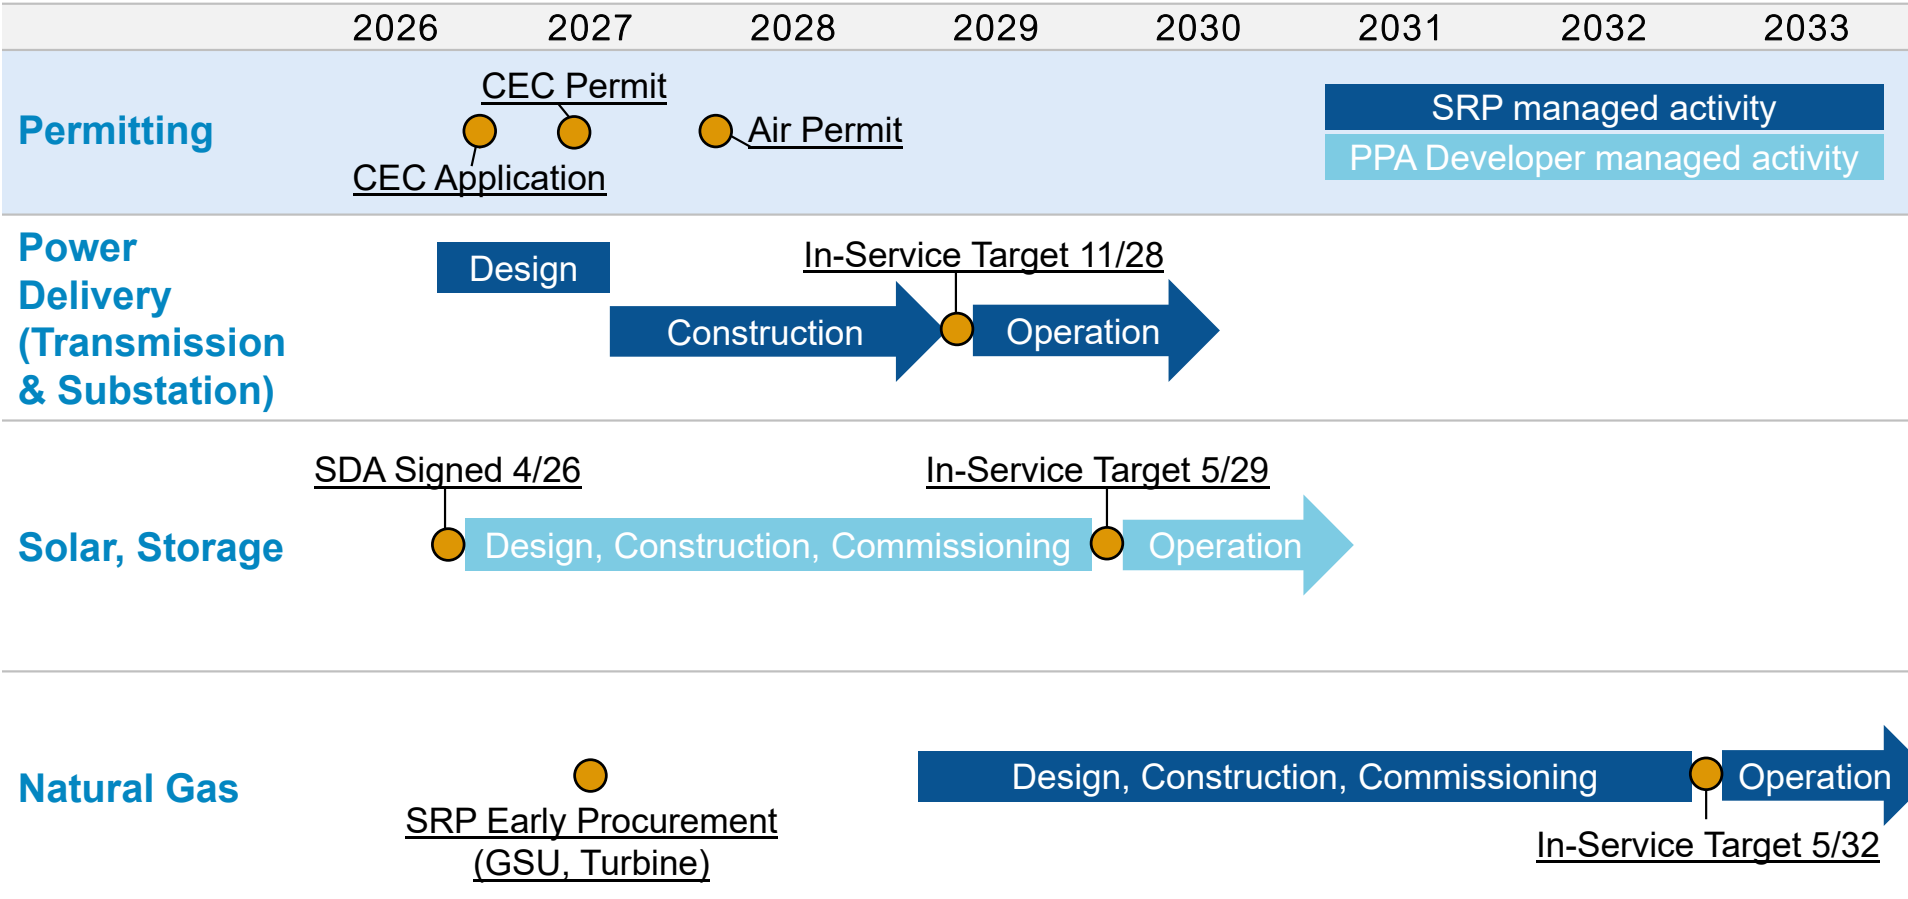 2026 2027 2028 2029 2030 2031 2032 2033
Permitting
CEC Permit
CEC Application
Air Permit
SRP managed activity
PPA Developer managed activity
Power
Delivery
(Transmission
& Substation)
Design
Construction
In-Service Target 11/28
Operation
Solar, Storage
SDA Signed 4/26
Design, Construction, Commissioning
In-Service Target 5/29
Operation
Natural Gas
SRP Early Procurement
(GSU, Turbine)
Design, Construction, Commissioning
Operation
In-Service Target 5/32